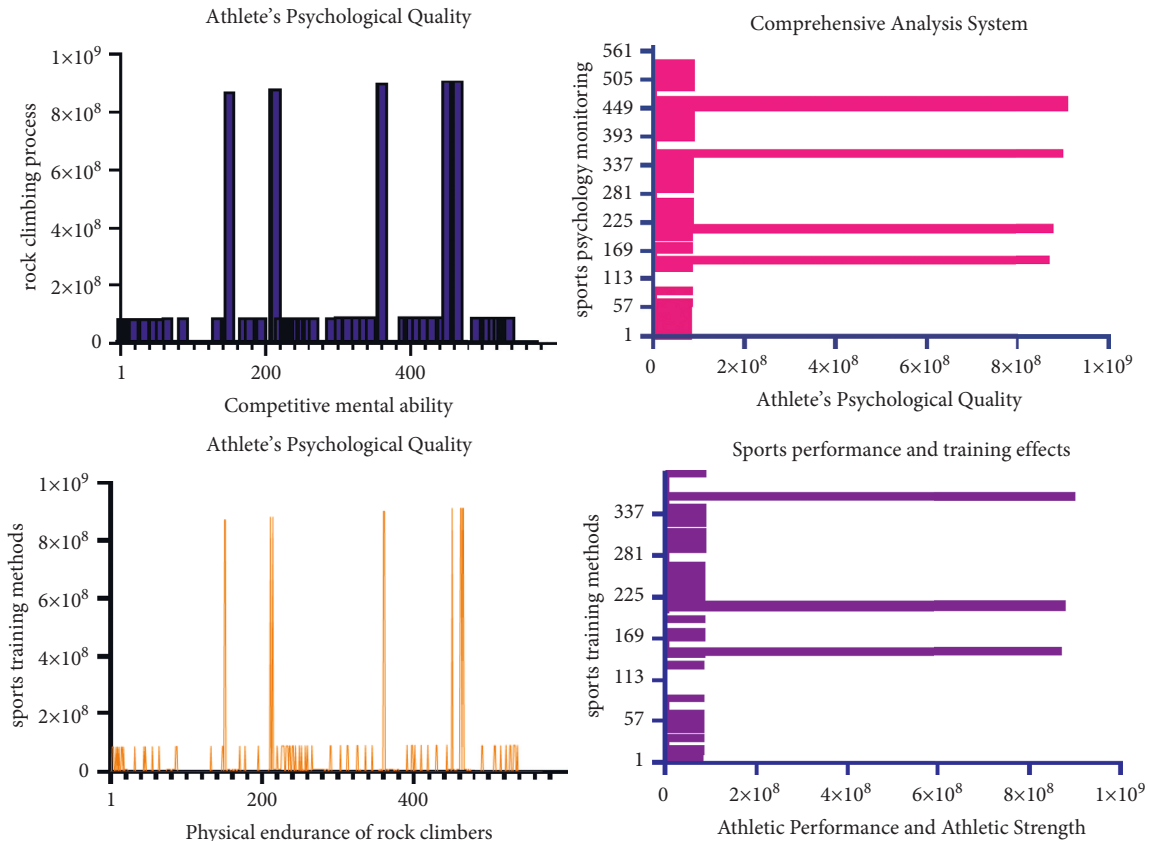 Athlete's Psychological Quality
1×10⁹
8×10⁸
6×10⁸
4×10⁸
2×10⁸
0
rock climbing process
1 200 400
Competitive mental ability
Comprehensive Analysis System
561
505
449
393
337
281
225
169
113
57
1
sports psychology monitoring
0 2×10⁸ 4×10⁸ 6×10⁸ 8×10⁸ 1×10⁹
Athlete's Psychological Quality
Athlete's Psychological Quality
1×10⁹
8×10⁸
6×10⁸
4×10⁸
2×10⁸
0
sports training methods
1 200 400
Physical endurance of rock climbers
Sports performance and training effects
337
281
225
169
113
57
1
sports training methods
0 2×10⁸ 4×10⁸ 6×10⁸ 8×10⁸ 1×10⁹
Athletic Performance and Athletic Strength